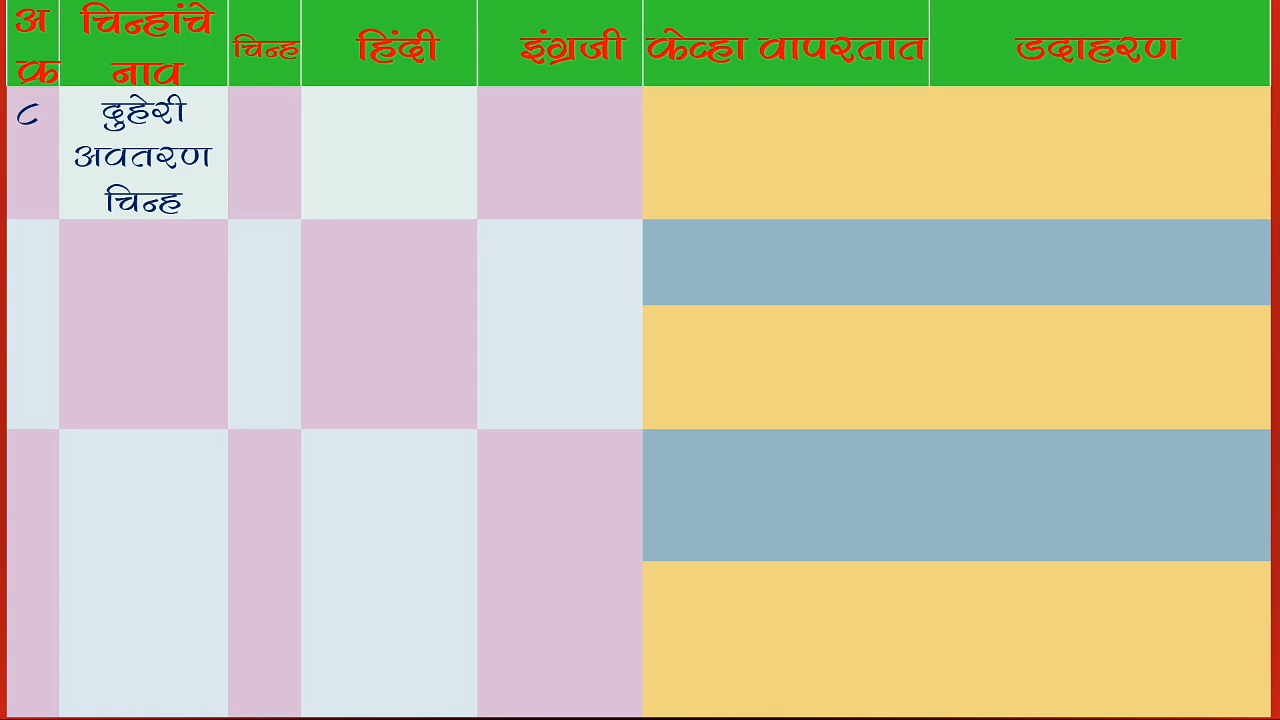 अ क्र
चिन्हांचे नाव
चिन्ह
हिंदी
इंग्रजी
केव्हा वापरतात
उदाहरण
८
दुहेरी
अवतरण
चिन्ह